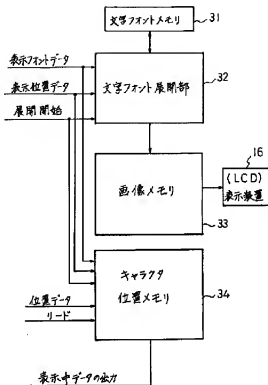 文字フォントメモリ
31
表示フォントデータ
32
表示位置データ
文字フォント展開部
展開開始
16
画像メモリ
(LCD)
表示装置
33
キャラクタ
位置メモリ
34
位置データ
リード
表示中データの出力